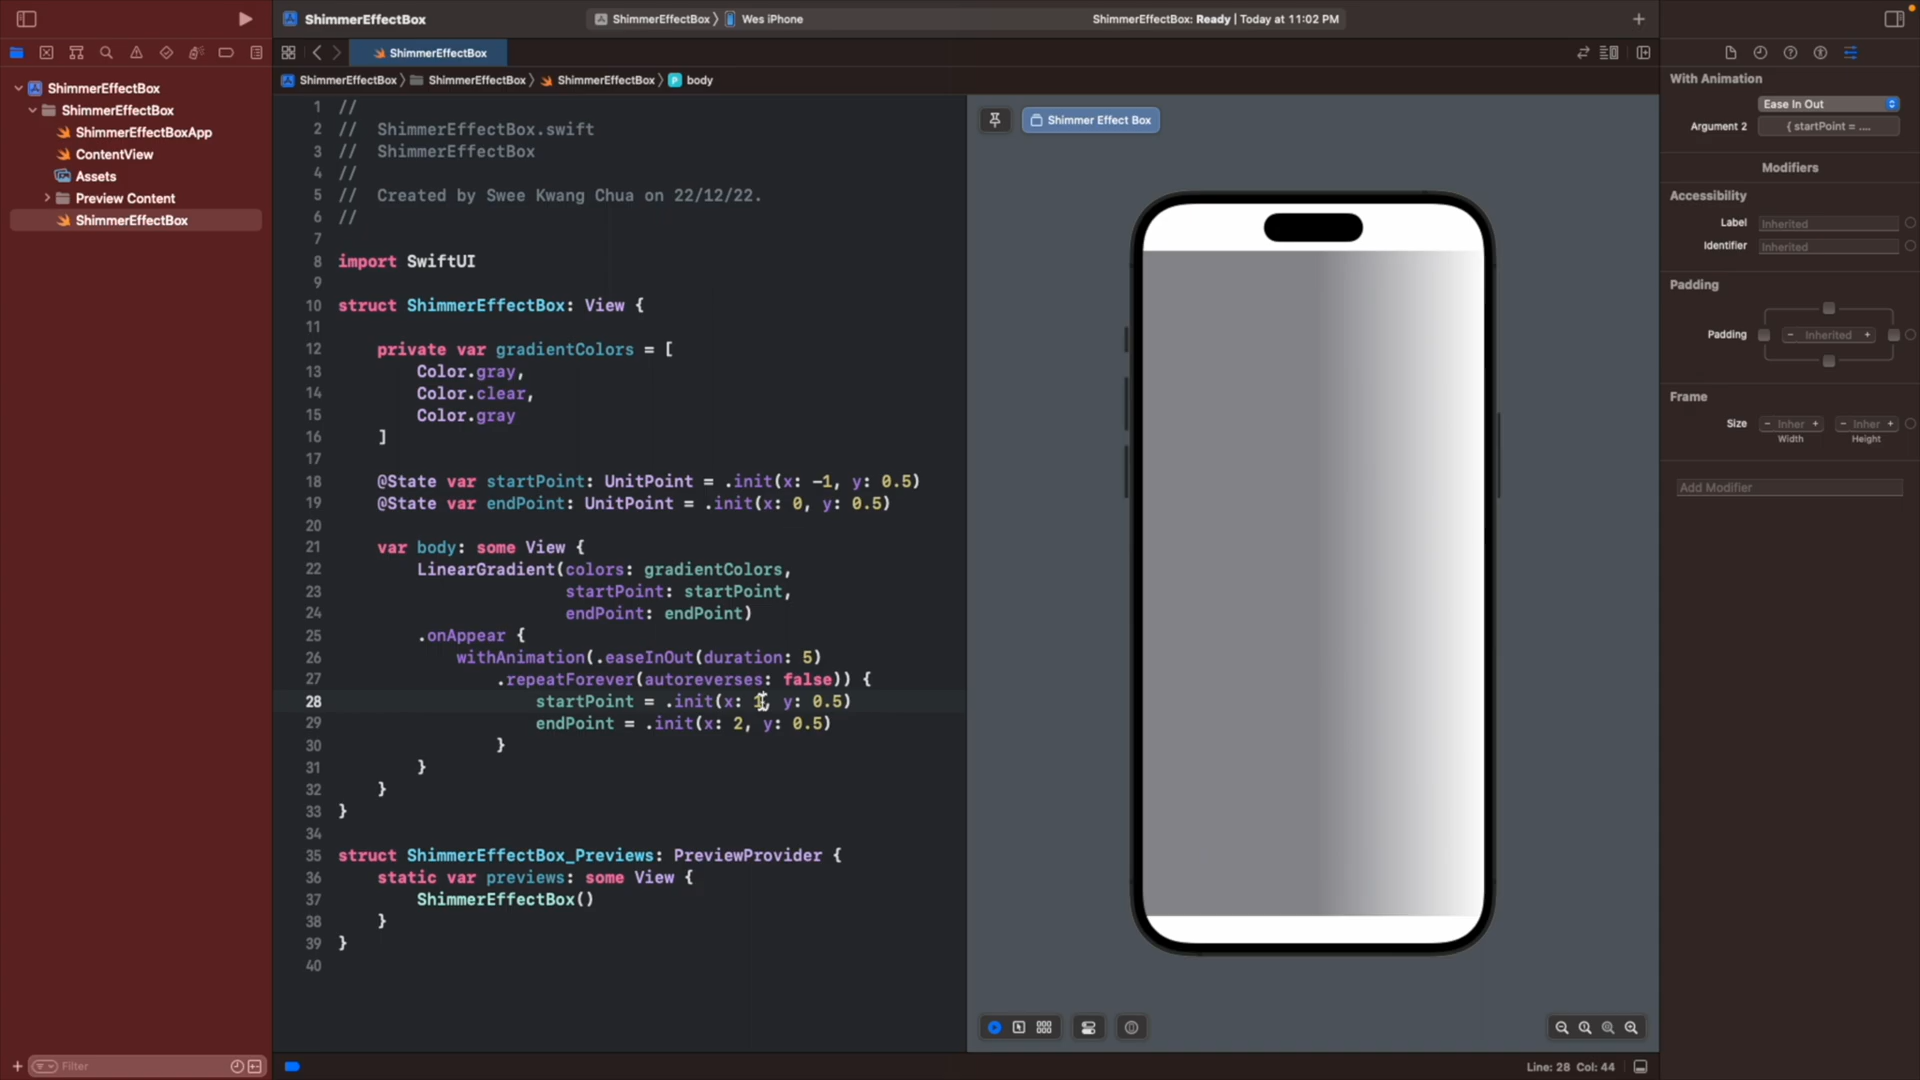 ShimmerEffectBox
ShimmerEffectBox 〉 Wes iPhone
ShimmerEffectBox: Ready | Today at 11:02 PM
ShimmerEffectBox
ShimmerEffectBox 〉 ShimmerEffectBox 〉 ShimmerEffectBox 〉 body
ShimmerEffectBox
ShimmerEffectBox
ShimmerEffectBoxApp
ContentView
Assets
Preview Content
ShimmerEffectBox
Filter
1 //
2 //  ShimmerEffectBox.swift
3 //  ShimmerEffectBox
4 //
5 //  Created by Swee Kwang Chua on 22/12/22.
6 //
7
8 import SwiftUI
9
10 struct ShimmerEffectBox: View {
11
12     private var gradientColors = [
13         Color.gray,
14         Color.clear,
15         Color.gray
16     ]
17
18     @State var startPoint: UnitPoint = .init(x: -1, y: 0.5)
19     @State var endPoint: UnitPoint = .init(x: 0, y: 0.5)
20
21     var body: some View {
22         LinearGradient(colors: gradientColors,
23                        startPoint: startPoint,
24                        endPoint: endPoint)
25         .onAppear {
26             withAnimation(.easeInOut(duration: 5)
27                 .repeatForever(autoreverses: false)) {
28                     startPoint = .init(x: 1, y: 0.5)
29                     endPoint = .init(x: 2, y: 0.5)
30                 }
31         }
32     }
33 }
34
35 struct ShimmerEffectBox_Previews: PreviewProvider {
36     static var previews: some View {
37         ShimmerEffectBox()
38     }
39 }
40
Shimmer Effect Box
Line: 28 Col: 44
With Animation
Ease In Out
Argument 2 { startPoint = ....
Modifiers
Accessibility
Label Inherited
Identifier Inherited
Padding
Padding − Inherited +
Frame
Size − Inher + − Inher +
Width Height
Add Modifier